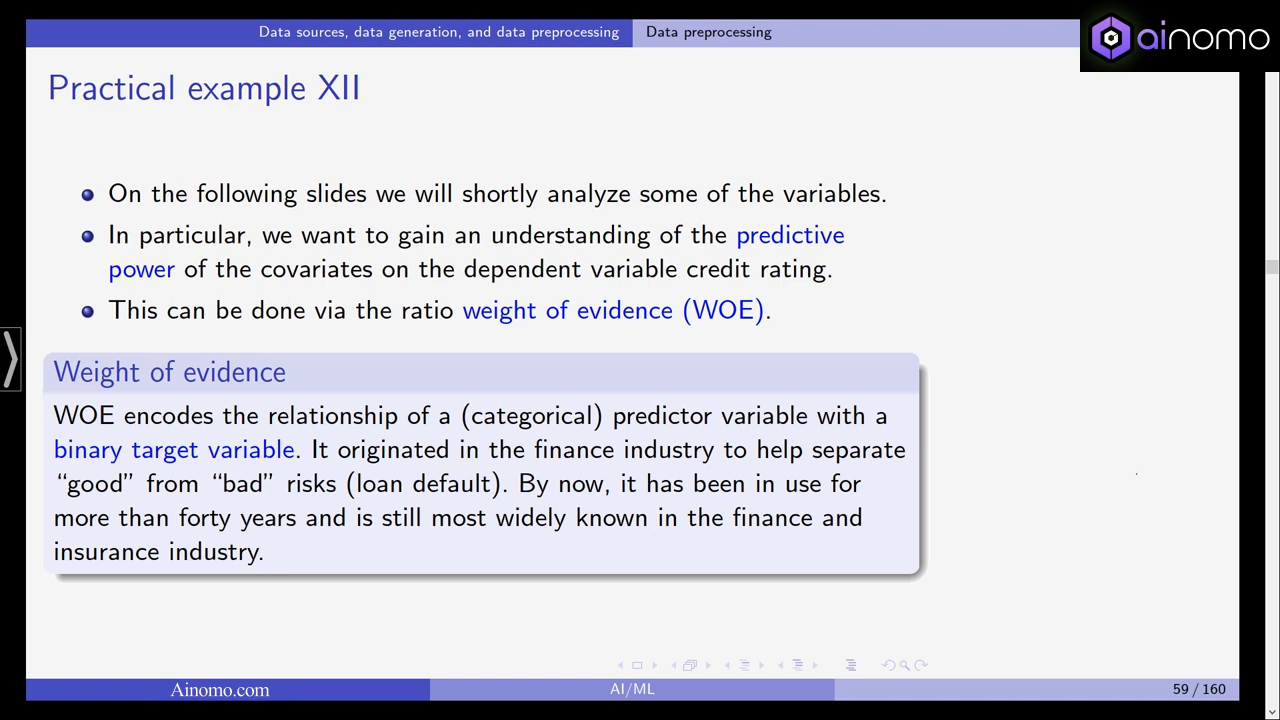 Data sources, data generation, and data preprocessing
Data preprocessing
ainomo
Practical example XII
On the following slides we will shortly analyze some of the variables.
In particular, we want to gain an understanding of the predictive
power of the covariates on the dependent variable credit rating.
This can be done via the ratio weight of evidence (WOE).
Weight of evidence
WOE encodes the relationship of a (categorical) predictor variable with a
binary target variable. It originated in the finance industry to help separate
“good” from “bad” risks (loan default). By now, it has been in use for
more than forty years and is still most widely known in the finance and
insurance industry.
Ainomo.com
AI/ML
59 / 160